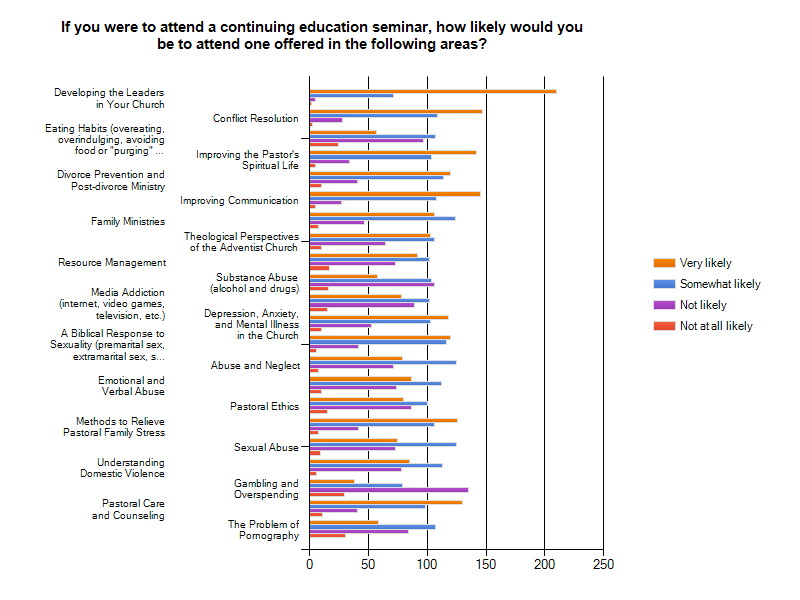 If you were to attend a continuing education seminar, how likely would you
be to attend one offered in the following areas?
Developing the Leaders
in Your Church
Conflict Resolution
Eating Habits (overeating,
overindulging, avoiding
food or "purging" ...
Improving the Pastor's
Spiritual Life
Divorce Prevention and
Post-divorce Ministry
Improving Communication
Family Ministries
Theological Perspectives
of the Adventist Church
Resource Management
Substance Abuse
(alcohol and drugs)
Media Addiction
(internet, video games,
television, etc.)
Depression, Anxiety,
and Mental Illness
in the Church
A Biblical Response to
Sexuality (premarital sex,
extramarital sex, s...
Abuse and Neglect
Emotional and
Verbal Abuse
Pastoral Ethics
Methods to Relieve
Pastoral Family Stress
Sexual Abuse
Understanding
Domestic Violence
Gambling and
Overspending
Pastoral Care
and Counseling
The Problem of
Pornography
0 50 100 150 200 250
Very likely
Somewhat likely
Not likely
Not at all likely